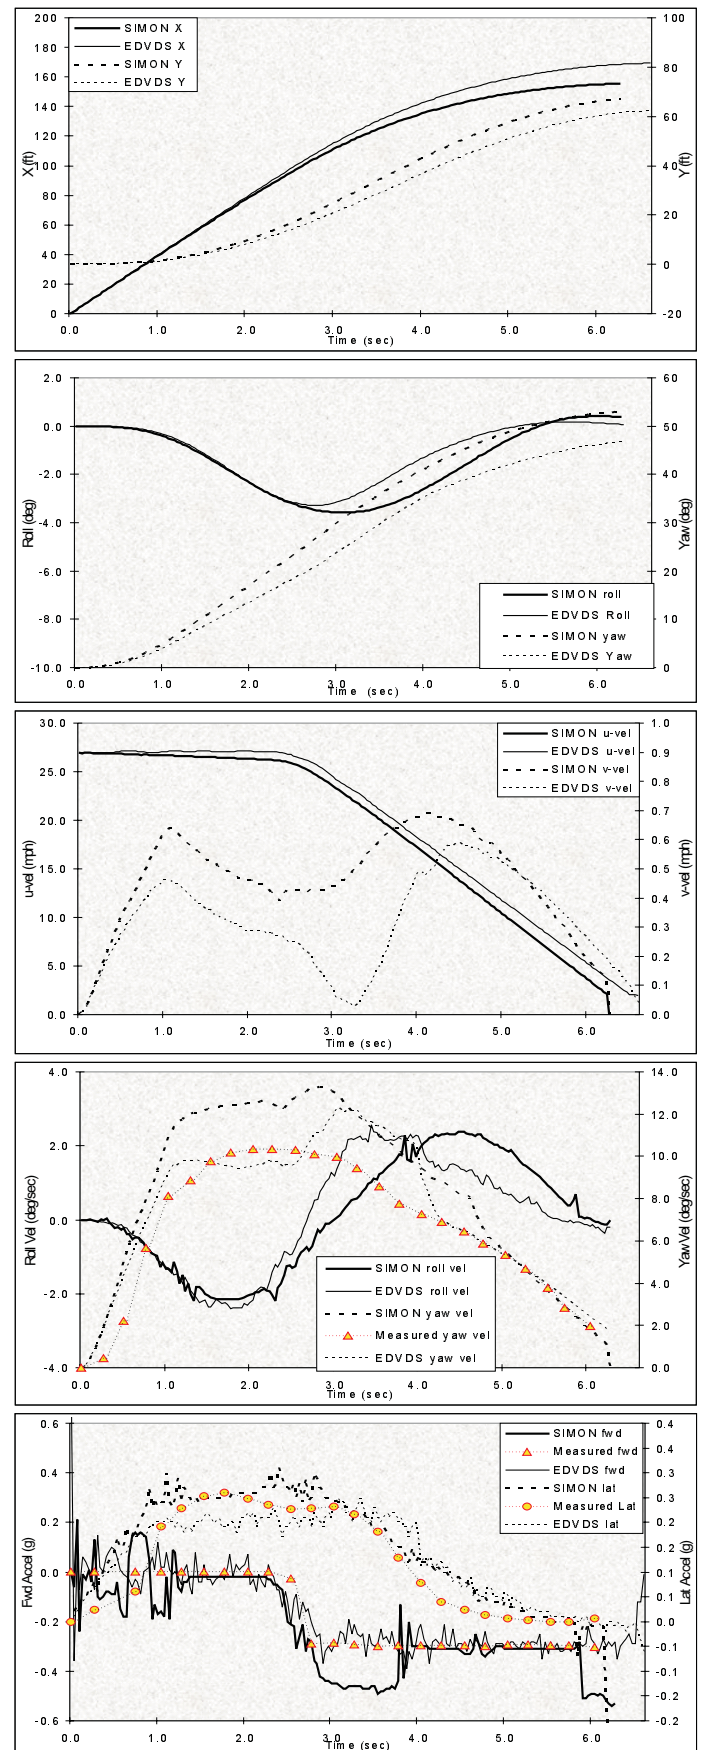 200
180
160
140
120
100
80
60
40
20
0
X (ft)
SIMON X
EDVDS X
SIMON Y
EDVDS Y
100
80
60
40
20
0
-20
Y (ft)
0.0 1.0 2.0 3.0 4.0 5.0 6.0
Time (sec)
2.0
0.0
-2.0
-4.0
-6.0
-8.0
-10.0
Roll (deg)
60
50
40
30
20
10
0
Yaw (deg)
SIMON roll
EDVDS Roll
SIMON yaw
EDVDS Yaw
0.0 1.0 2.0 3.0 4.0 5.0 6.0
Time (sec)
30.0
25.0
20.0
15.0
10.0
5.0
0.0
u-vel (mph)
SIMON u-vel
EDVDS u-vel
SIMON v-vel
EDVDS v-vel
1.0
0.9
0.8
0.7
0.6
0.5
0.4
0.3
0.2
0.1
0.0
v-vel (mph)
0.0 1.0 2.0 3.0 4.0 5.0 6.0
Time (sec)
4.0
2.0
0.0
-2.0
-4.0
Roll Vel (deg/sec)
14.0
12.0
10.0
8.0
6.0
4.0
2.0
0.0
Yaw Vel (deg/sec)
SIMON roll vel
EDVDS roll vel
SIMON yaw vel
Measured yaw vel
EDVDS yaw vel
0.0 1.0 2.0 3.0 4.0 5.0 6.0
Time (sec)
0.6
0.4
0.2
0.0
-0.2
-0.4
-0.6
Fwd Accel (g)
SIMON fwd
Measured fwd
EDVDS fwd
SIMON lat
Measured Lat
EDVDS lat
0.4
0.3
0.3
0.2
0.2
0.1
0.1
0.0
-0.1
-0.1
-0.2
-0.2
Lat Accel (g)
0.0 1.0 2.0 3.0 4.0 5.0 6.0
Time (sec)